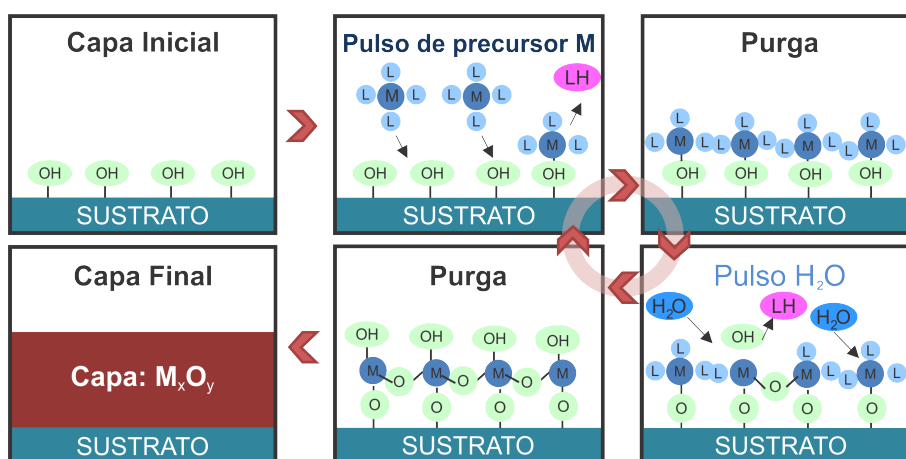 Capa Inicial
OH OH OH OH
SUSTRATO
Pulso de precursor M
L L LH
L M L L M L
L L L
L M L
OH OH OH OH
SUSTRATO
Purga
L L L L
L M L L M L L M L L M L
OH OH OH OH
SUSTRATO
Capa Final
Capa: MₓOᵧ
SUSTRATO
Purga
OH OH OH OH
M O M O M O M
O O O O
SUSTRATO
Pulso H₂O
H₂O LH H₂O
OH
L L L
L M L L M M L L M L
O
O O O O
SUSTRATO